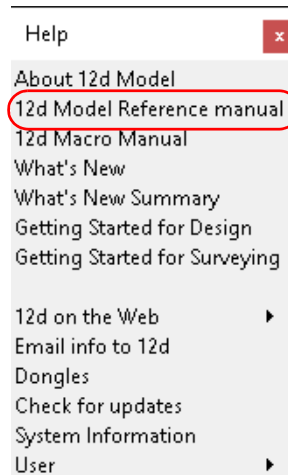 Help
x
About 12d Model
12d Model Reference manual
12d Macro Manual
What's New
What's New Summary
Getting Started for Design
Getting Started for Surveying
12d on the Web
Email info to 12d
Dongles
Check for updates
System Information
User